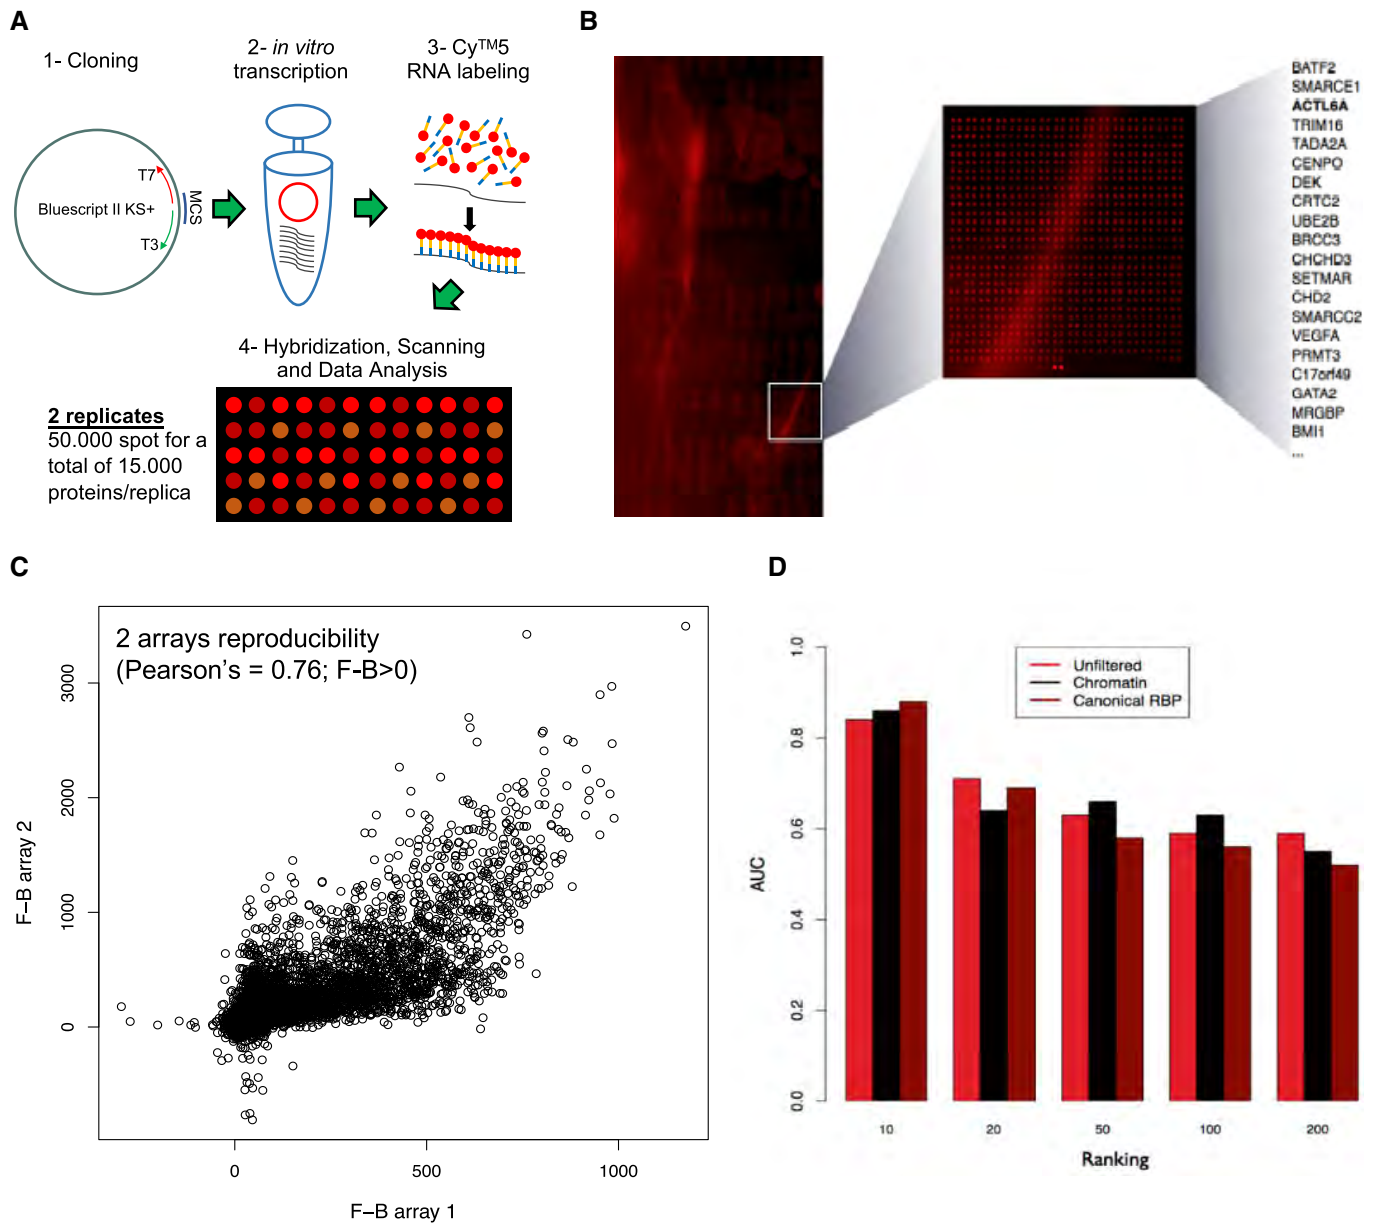 A
1- Cloning
2- in vitro
transcription
3- Cy™5
RNA labeling
T7
Bluescript II KS+
MCS
T3
4- Hybridization, Scanning
and Data Analysis
2 replicates
50.000 spot for a
total of 15.000
proteins/replica
B
BATF2
SMARCE1
ACTL6A
TRIM16
TADA2A
CENPO
DEK
CRTC2
UBE2B
BRCC3
CHCHD3
SETMAR
CHD2
SMARCC2
VEGFA
PRMT3
C17orf49
GATA2
MRGBP
BMI1
...
C
2 arrays reproducibility
(Pearson's = 0.76; F-B>0)
F–B array 2
3000
2000
1000
0
0 500 1000
F–B array 1
D
Unfiltered
Chromatin
Canonical RBP
AUC
1.0
0.8
0.6
0.4
0.2
0.0
10 20 50 100 200
Ranking